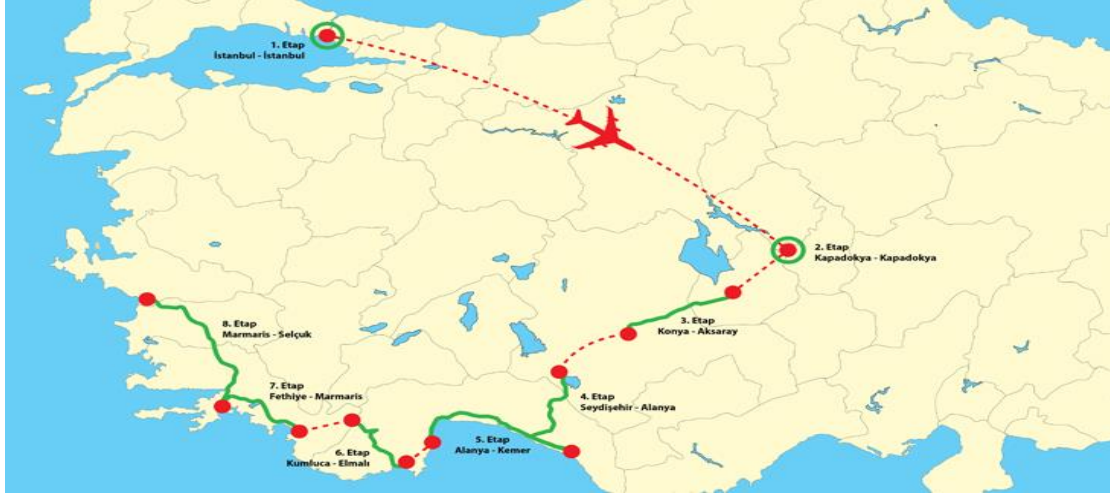 1. Etap
İstanbul - İstanbul
2. Etap
Kapadokya - Kapadokya
3. Etap
Konya - Aksaray
4. Etap
Seydişehir - Alanya
5. Etap
Alanya - Kemer
6. Etap
Kumluca - Elmalı
7. Etap
Fethiye - Marmaris
8. Etap
Marmaris - Selçuk